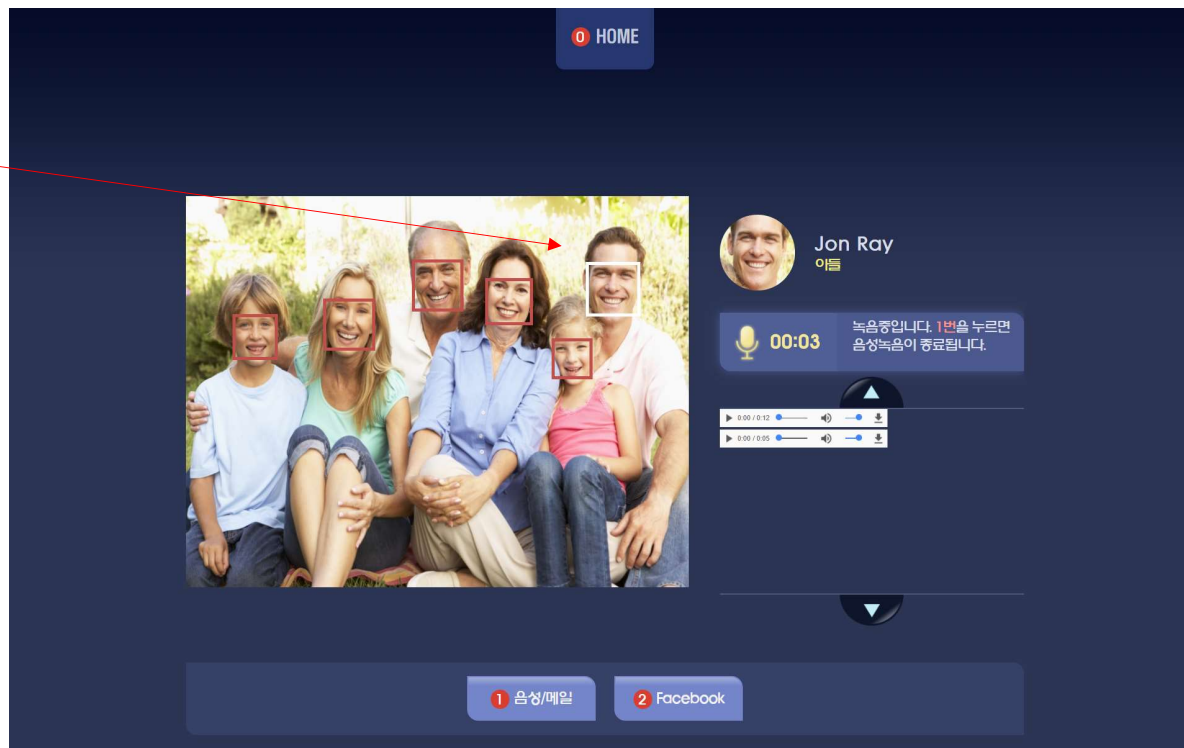 0 HOME
Jon Ray
아들
00:03
녹음중입니다. 1번을 누르면
음성녹음이 종료됩니다.
0:00 / 0:12
0:00 / 0:05
1 음성/메일
2 Facebook